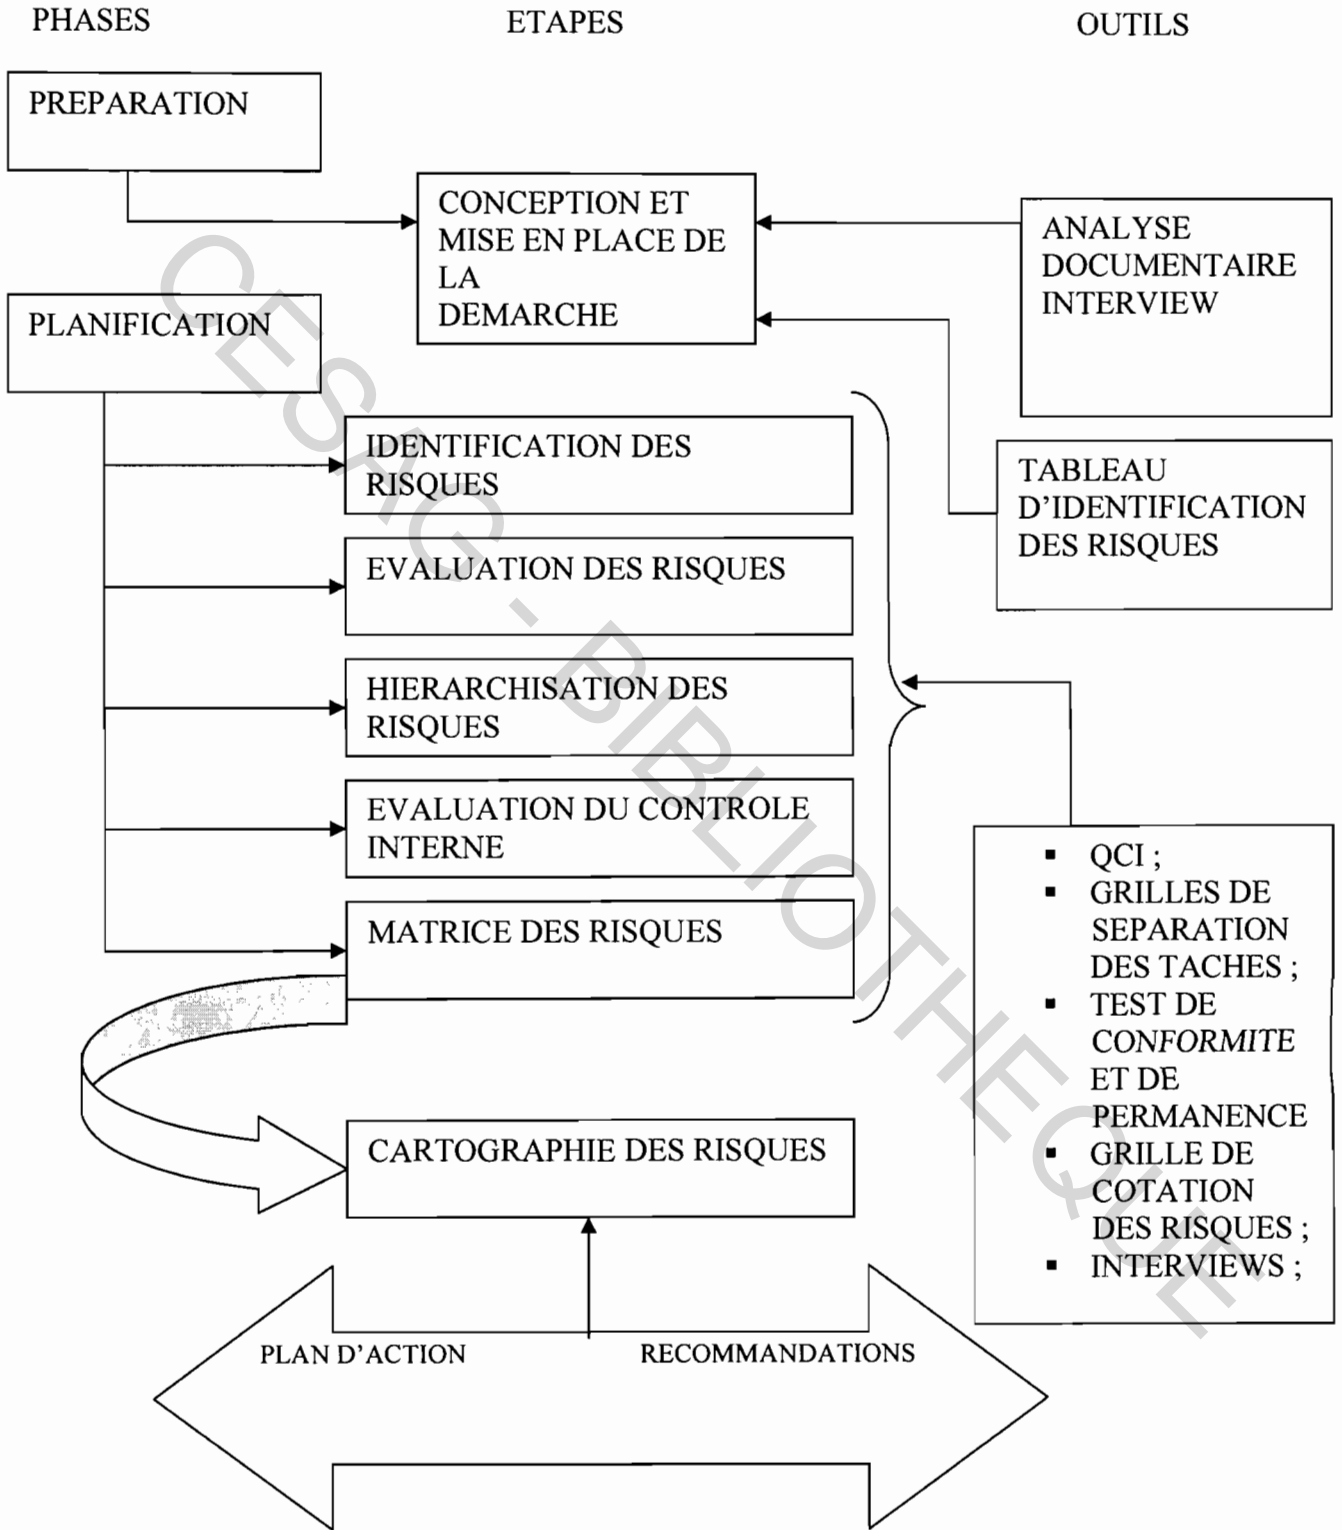 PHASES
ETAPES
OUTILS
PREPARATION
CONCEPTION ET
MISE EN PLACE DE
LA
DEMARCHE
ANALYSE
DOCUMENTAIRE
INTERVIEW
PLANIFICATION
IDENTIFICATION DES
RISQUES
TABLEAU
D'IDENTIFICATION
DES RISQUES
EVALUATION DES RISQUES
HIERARCHISATION DES
RISQUES
EVALUATION DU CONTROLE
INTERNE
MATRICE DES RISQUES
▪ QCI ;
▪ GRILLES DE
SEPARATION
DES TACHES ;
▪ TEST DE
CONFORMITE
ET DE
PERMANENCE
▪ GRILLE DE
COTATION
DES RISQUES ;
▪ INTERVIEWS ;
CARTOGRAPHIE DES RISQUES
PLAN D'ACTION
RECOMMANDATIONS
CESAG - BIBLIOTHEQUE